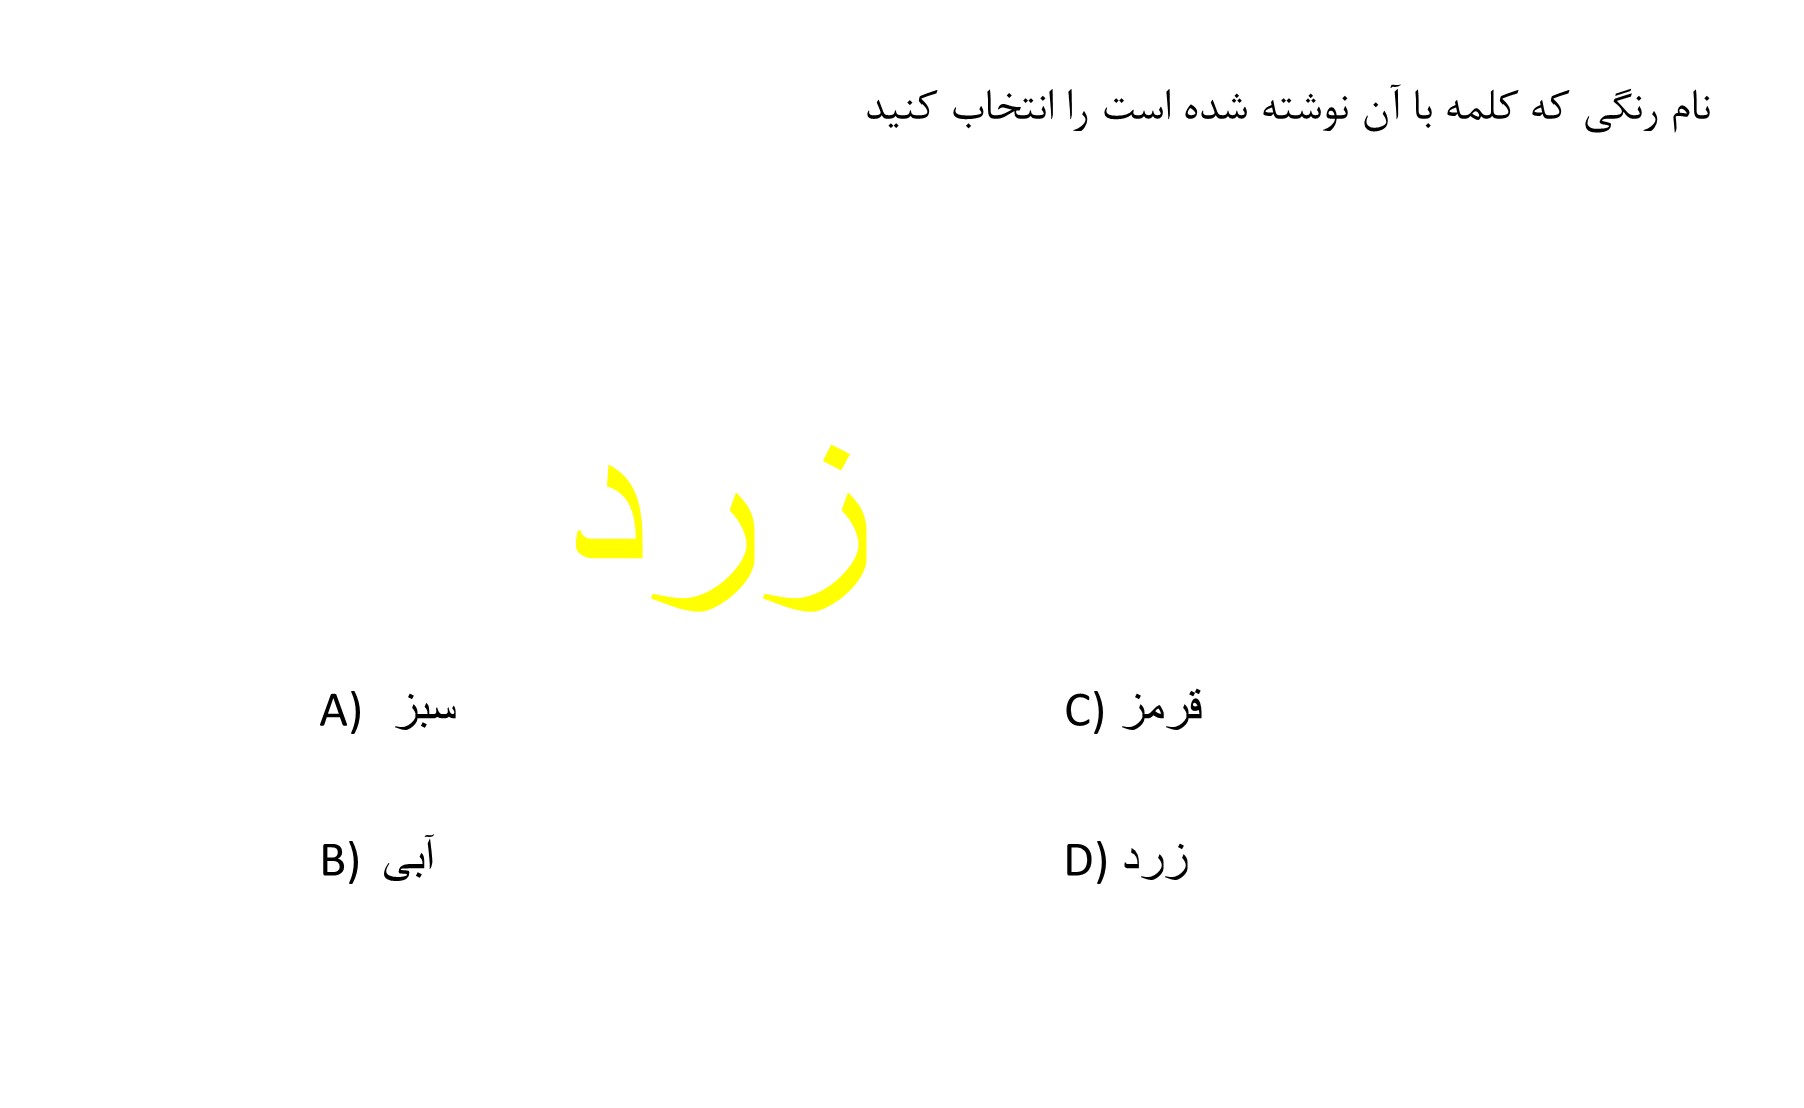 نام رنگی که کلمه با آن نوشته شده است را انتخاب کنید
زرد
A) سبز
C) قرمز
B) آبی
D) زرد